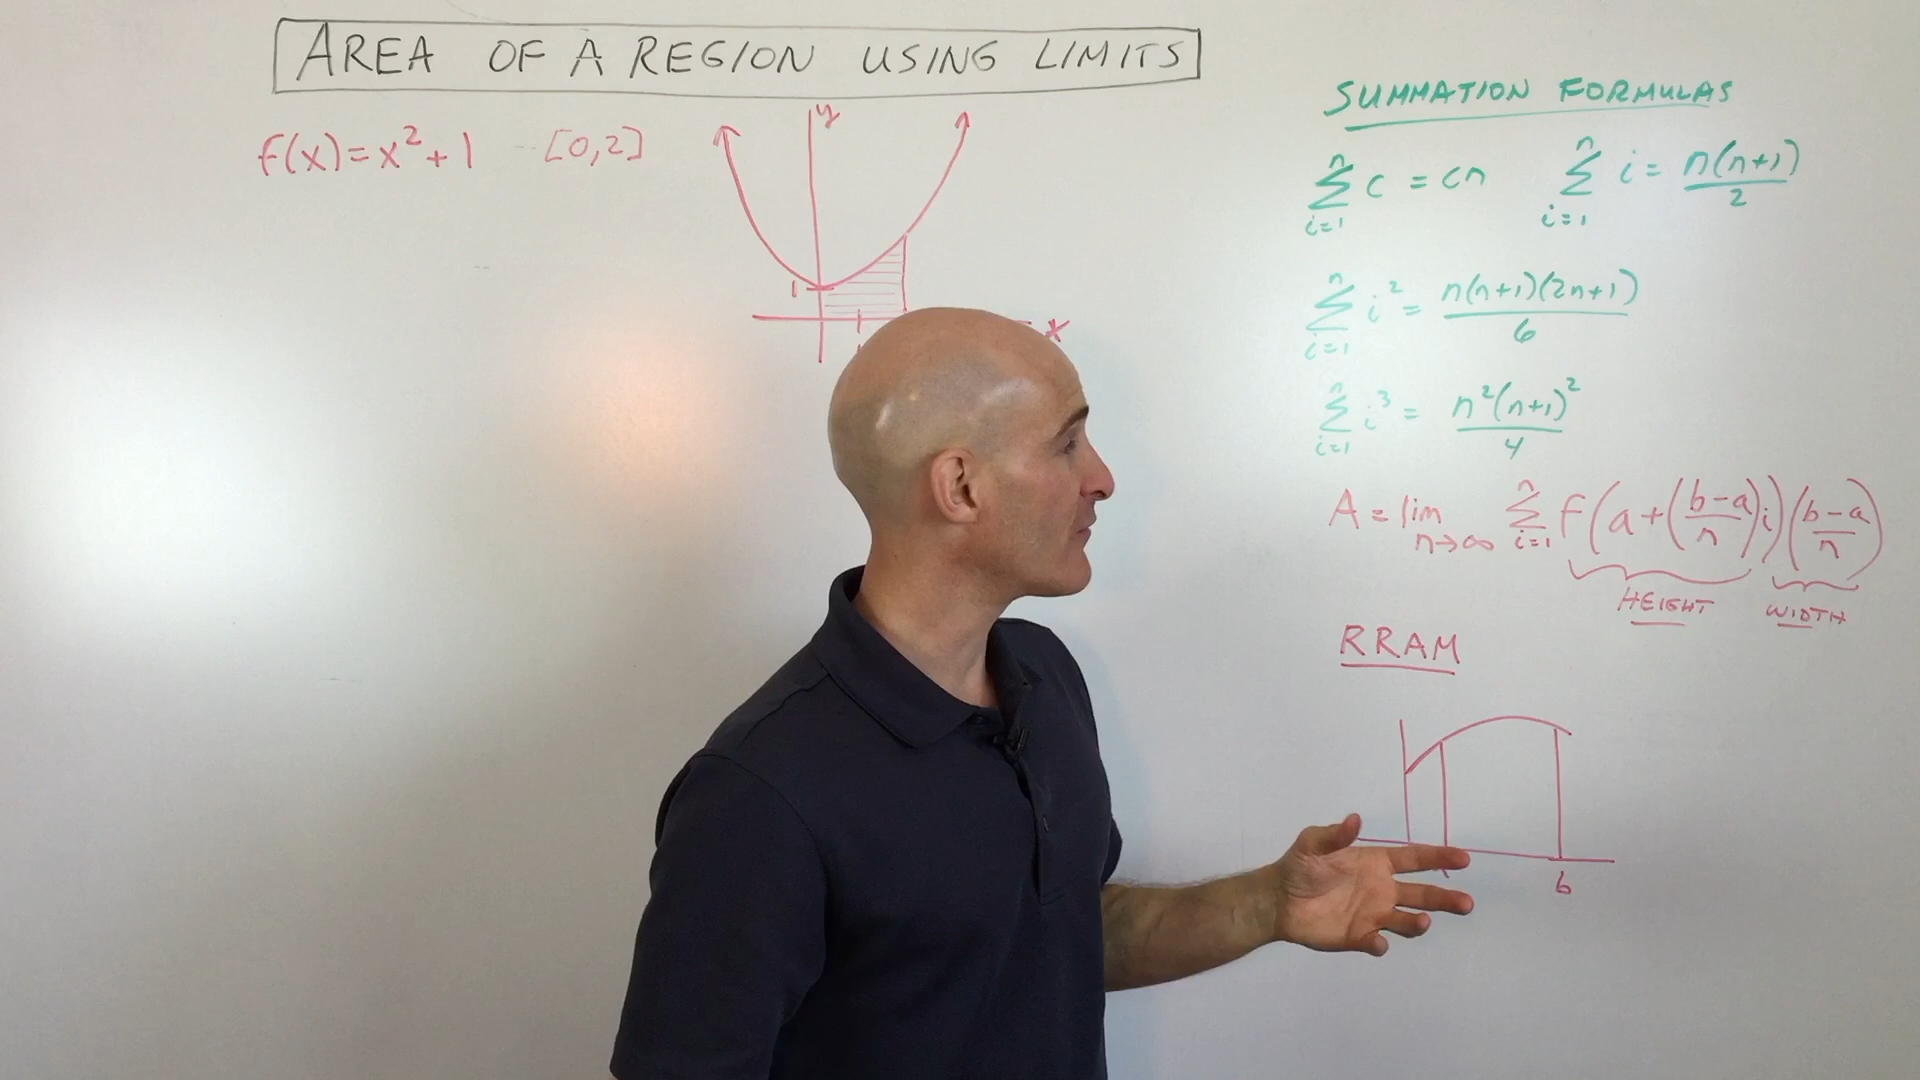 AREA OF A REGION USING LIMITS
f(x)=x²+1 [0,2]
y
1
x
SUMMATION FORMULAS
n∑i=1 c = cn
n∑i=1 i = n(n+1)/2
n∑i=1 i² = n(n+1)(2n+1)/6
n∑i=1 i³ = n²(n+1)²/4
A = lim n→∞ n∑i=1 f(a+((b-a)/n)i)((b-a)/n)
HEIGHT WIDTH
RRAM
b